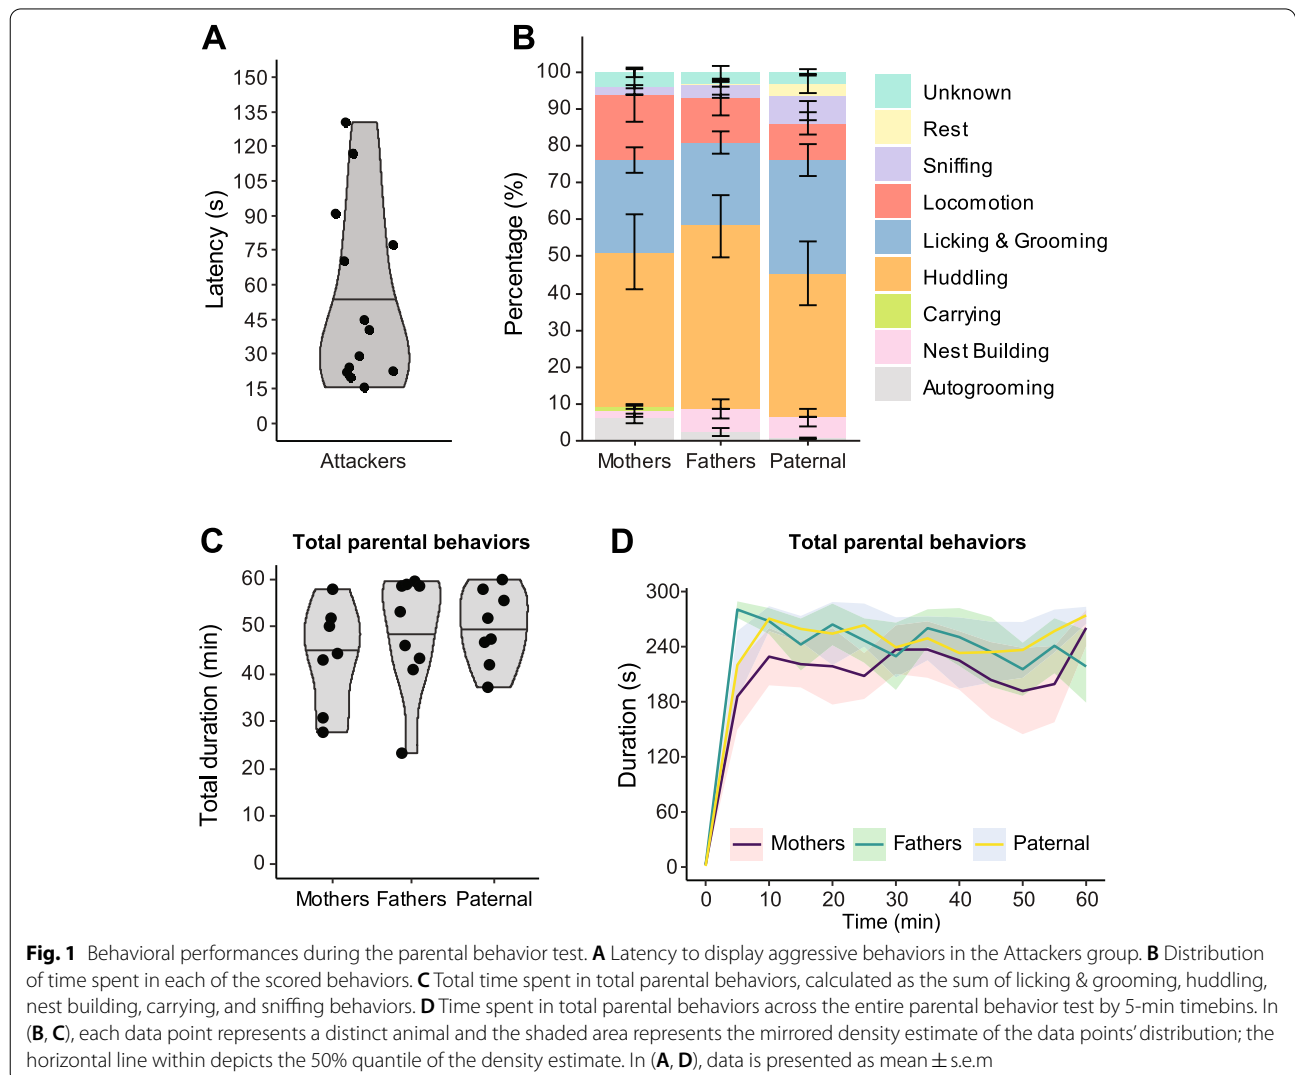 A
Latency (s)
150
135
120
105
90
75
60
45
30
15
0
Attackers
B
Percentage (%)
100
90
80
70
60
50
40
30
20
10
0
Mothers Fathers Paternal
Unknown
Rest
Sniffing
Locomotion
Licking & Grooming
Huddling
Carrying
Nest Building
Autogrooming
C
Total parental behaviors
Total duration (min)
60
50
40
30
20
10
0
Mothers Fathers Paternal
D
Total parental behaviors
Duration (s)
300
240
180
120
60
0
Mothers Fathers Paternal
0 10 20 30 40 50 60
Time (min)
Fig. 1 Behavioral performances during the parental behavior test. A Latency to display aggressive behaviors in the Attackers group. B Distribution
of time spent in each of the scored behaviors. C Total time spent in total parental behaviors, calculated as the sum of licking & grooming, huddling,
nest building, carrying, and sniffing behaviors. D Time spent in total parental behaviors across the entire parental behavior test by 5-min timebins. In
(B, C), each data point represents a distinct animal and the shaded area represents the mirrored density estimate of the data points' distribution; the
horizontal line within depicts the 50% quantile of the density estimate. In (A, D), data is presented as mean ± s.e.m